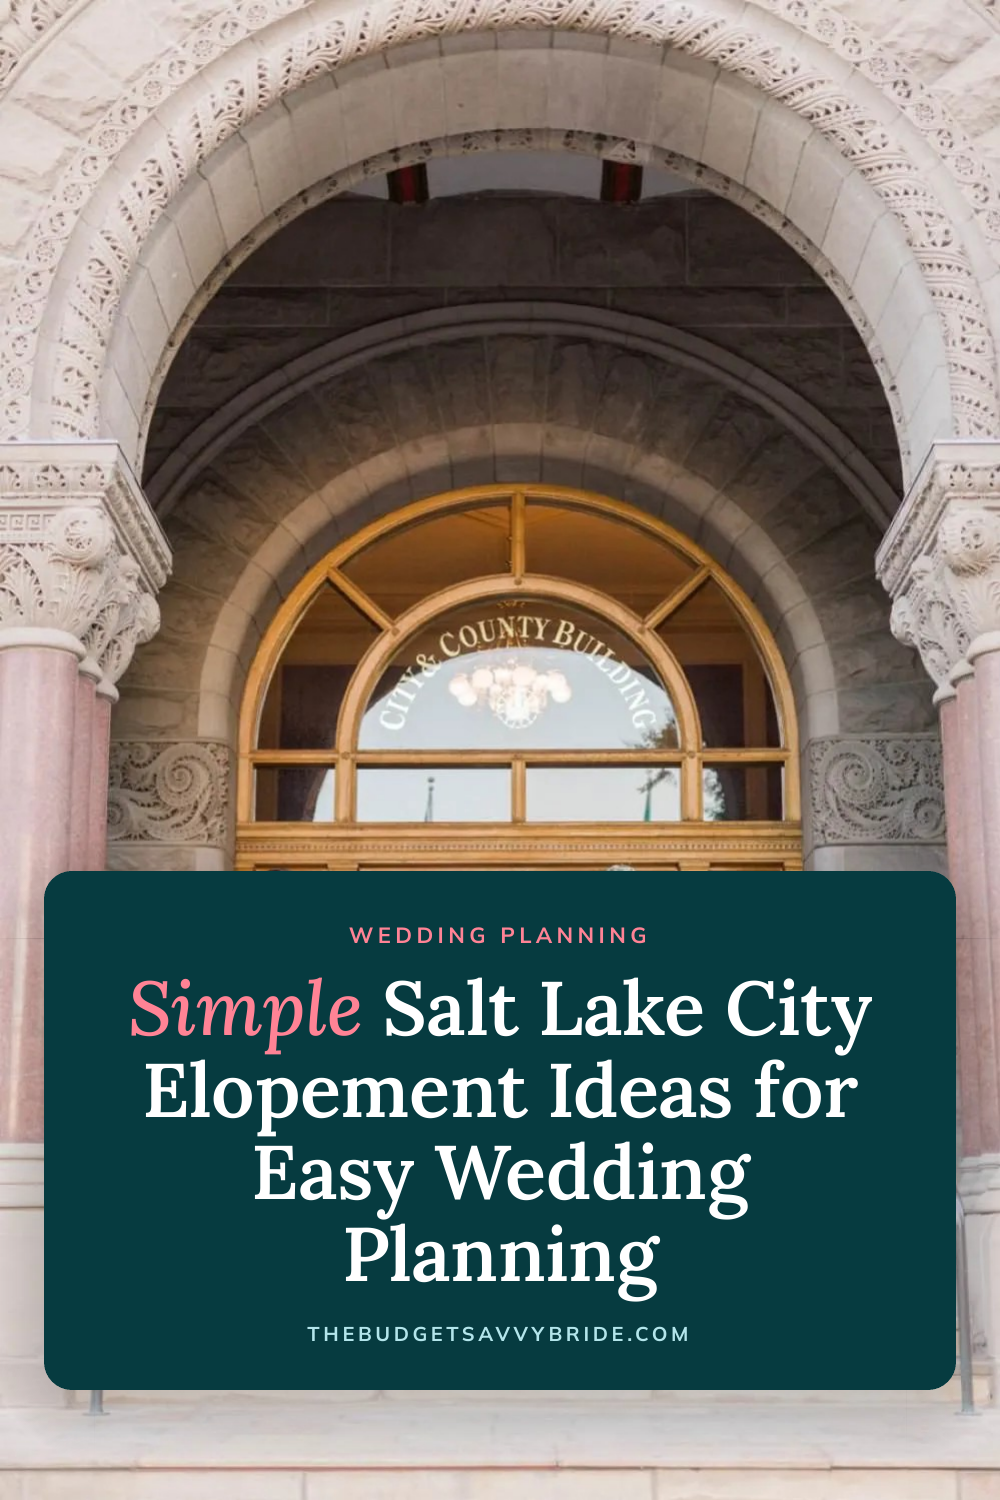 CITY & COUNTY BUILDING
WEDDING PLANNING
Simple Salt Lake City
Elopement Ideas for
Easy Wedding
Planning
THEBUDGETSAVVYBRIDE.COM